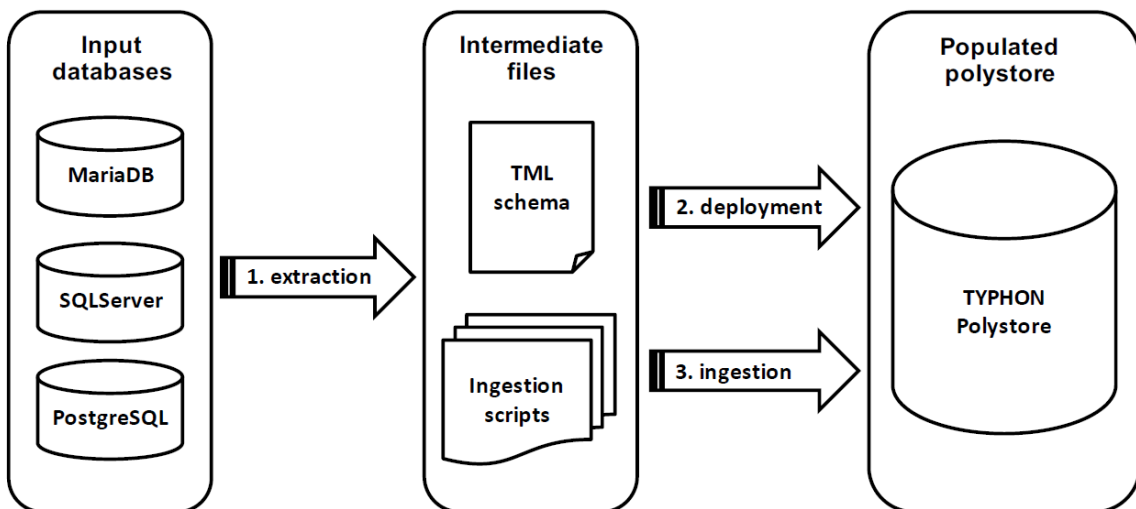 Input
databases
MariaDB
SQLServer
PostgreSQL
1. extraction
Intermediate
files
TML
schema
Ingestion
scripts
2. deployment
3. ingestion
Populated
polystore
TYPHON
Polystore